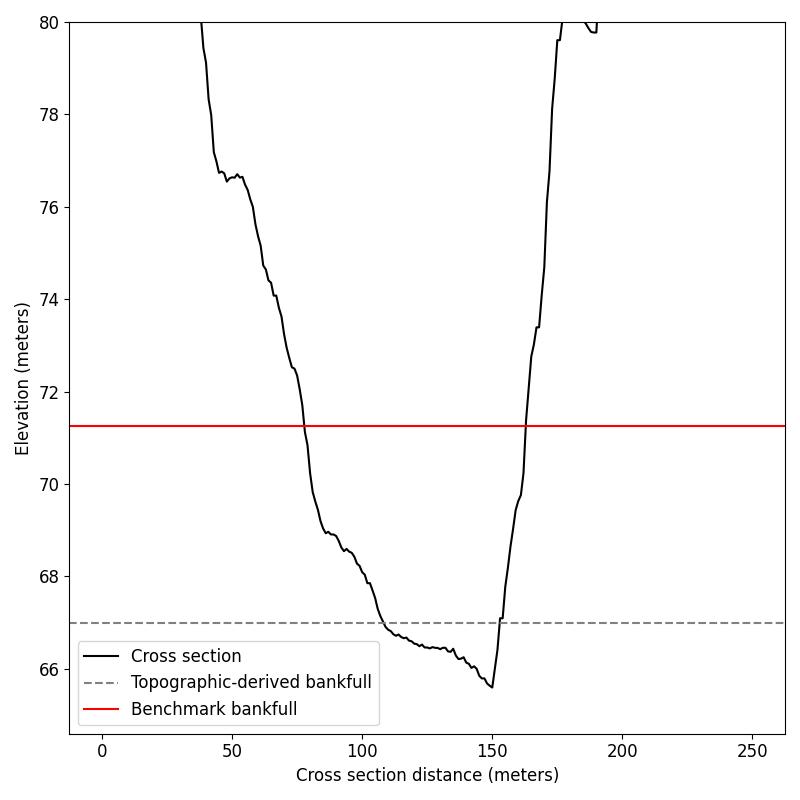 80
78
76
74
72
70
68
66
Elevation (meters)
Cross section
Topographic-derived bankfull
Benchmark bankfull
0 50 100 150 200 250
Cross section distance (meters)